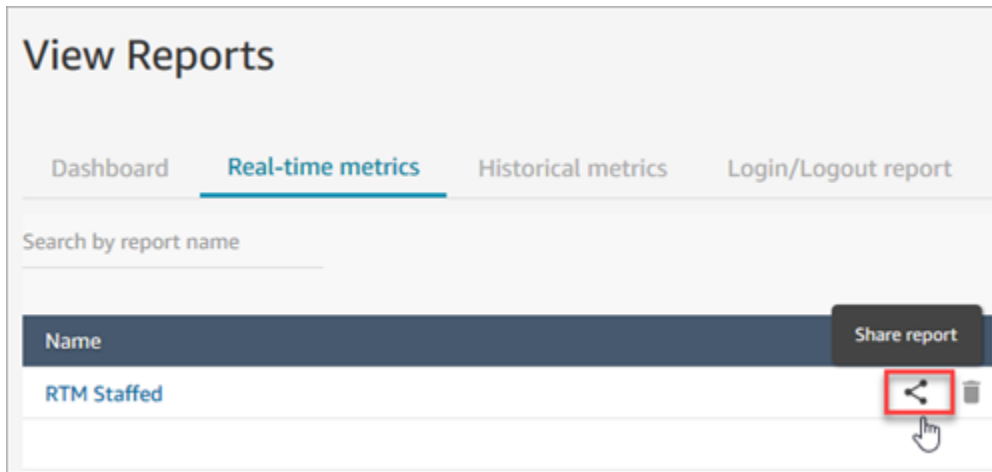 View Reports
Dashboard Real-time metrics Historical metrics Login/Logout report
Search by report name
Name Share report
RTM Staffed